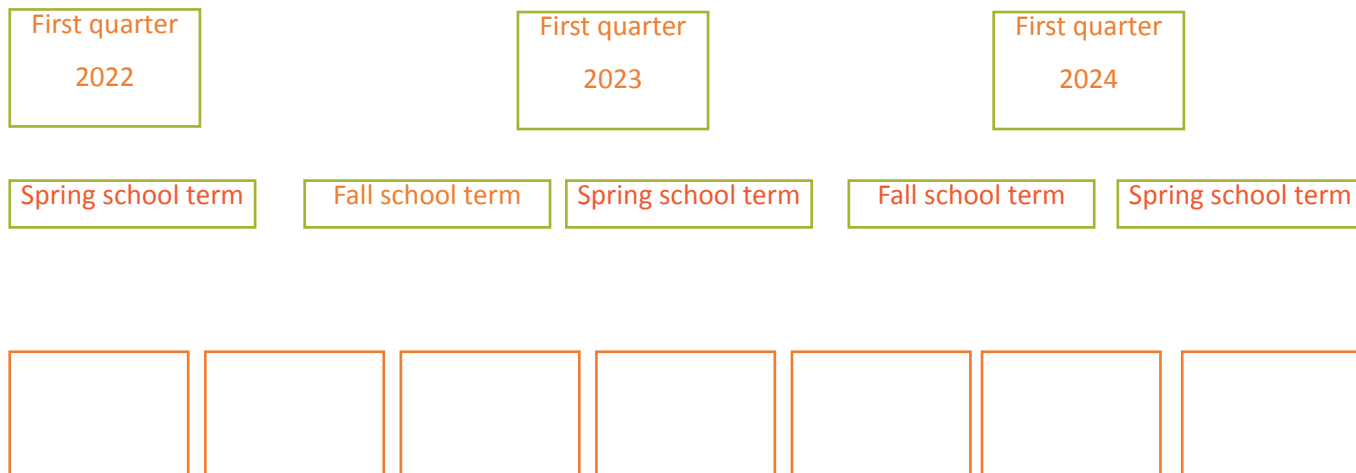 First quarter
2022
First quarter
2023
First quarter
2024
Spring school term
Fall school term
Spring school term
Fall school term
Spring school term